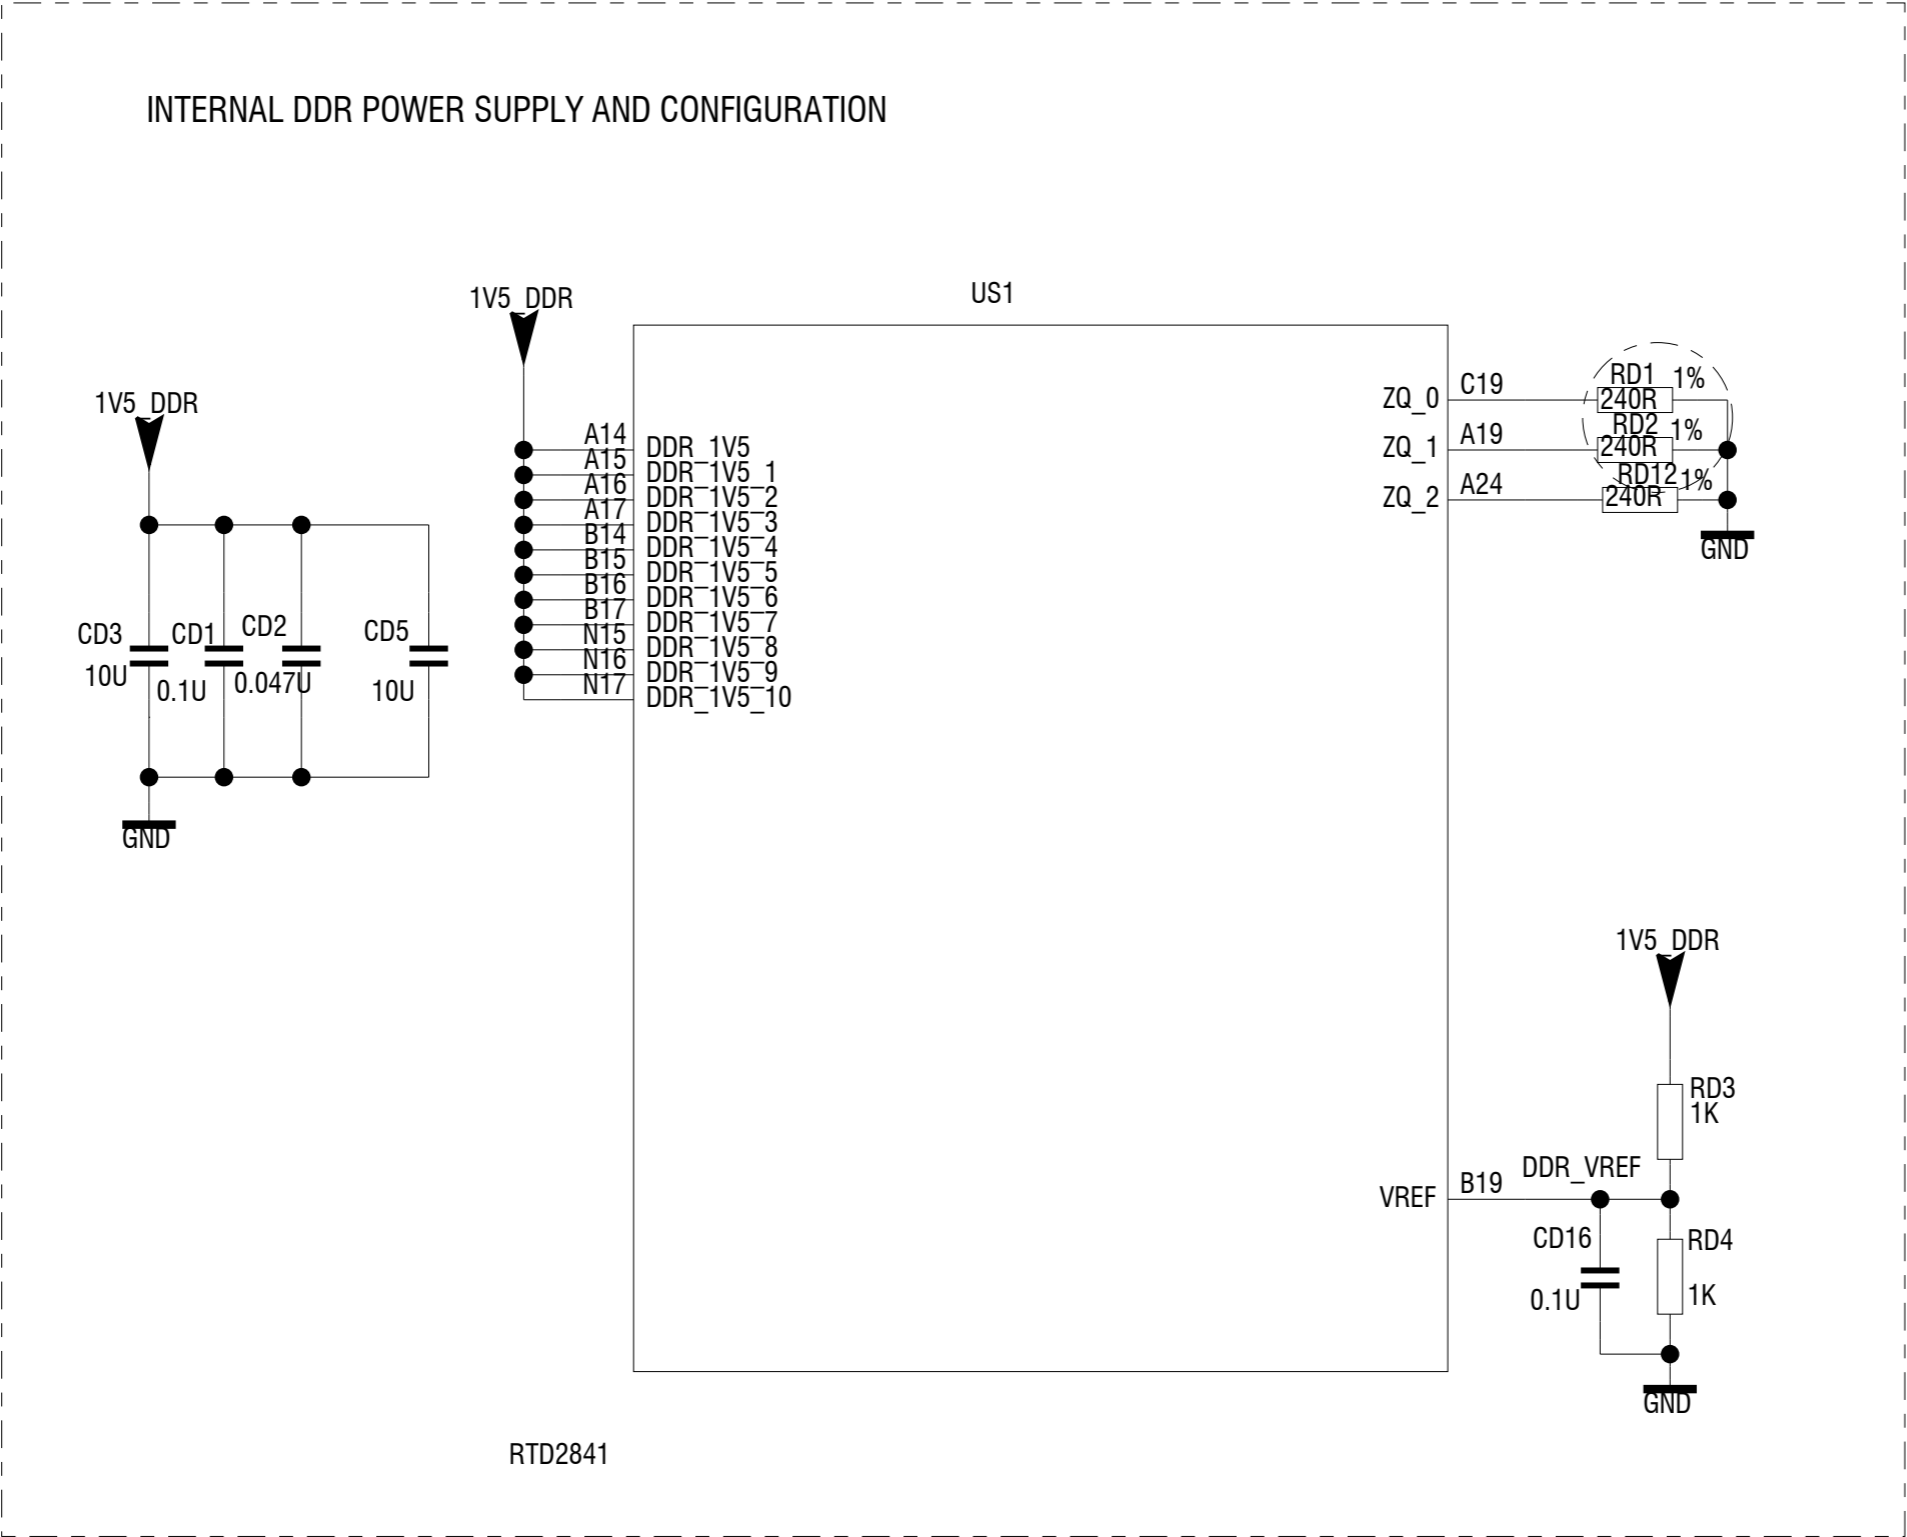 INTERNAL DDR POWER SUPPLY AND CONFIGURATION
US1
1V5_DDR
1V5_DDR
A14 DDR_1V5
A15 DDR_1V5_1
A16 DDR_1V5_2
A17 DDR_1V5_3
B14 DDR_1V5_4
B15 DDR_1V5_5
B16 DDR_1V5_6
B17 DDR_1V5_7
N15 DDR_1V5_8
N16 DDR_1V5_9
N17 DDR_1V5_10
CD3
10U
CD1
0.1U
CD2
0.047U
CD5
10U
GND
ZQ_0 C19
RD1 1%
240R
ZQ_1 A19
RD2 1%
240R
ZQ_2 A24
RD12 1%
240R
GND
1V5_DDR
RD3
1K
DDR_VREF
VREF B19
CD16
0.1U
RD4
1K
GND
RTD2841